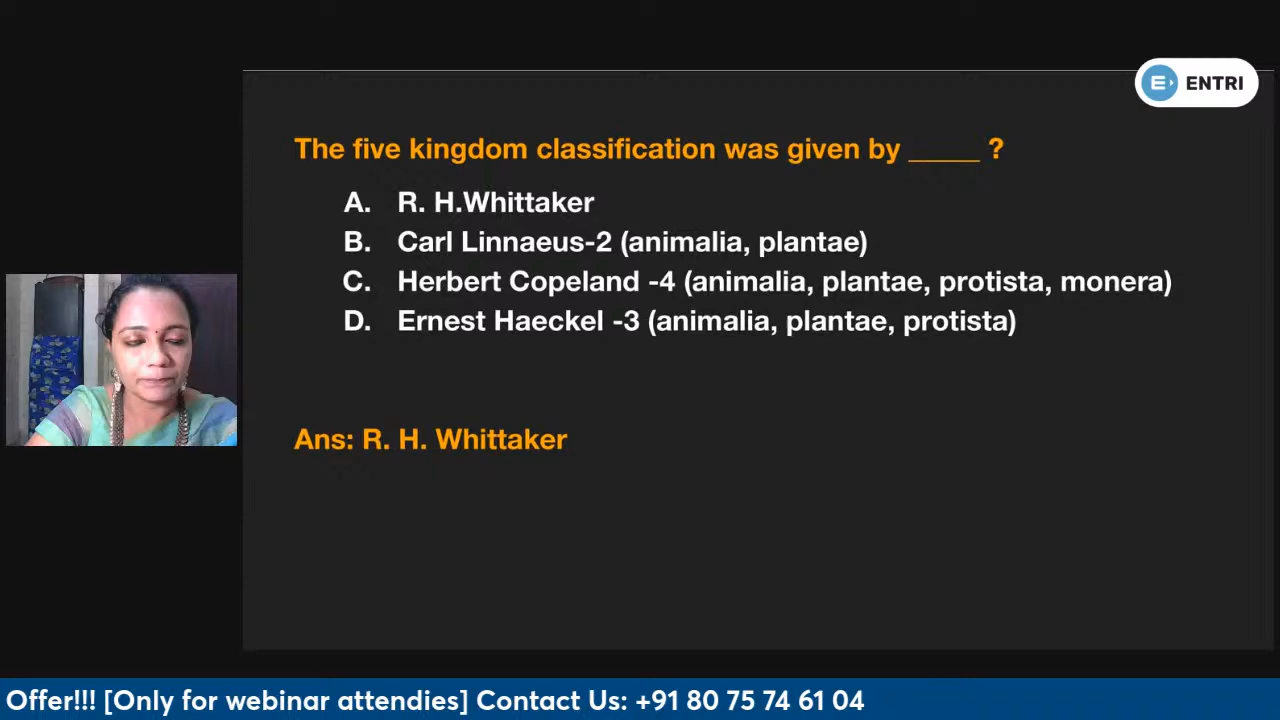 ENTRI
The five kingdom classification was given by _____ ?
A. R. H.Whittaker
B. Carl Linnaeus-2 (animalia, plantae)
C. Herbert Copeland -4 (animalia, plantae, protista, monera)
D. Ernest Haeckel -3 (animalia, plantae, protista)
Ans: R. H. Whittaker
Offer!!! [Only for webinar attendies] Contact Us: +91 80 75 74 61 04